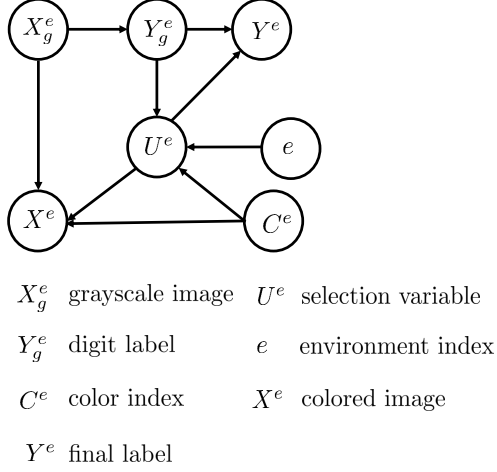 X_g^e Y_g^e Y^e
U^e e
X^e C^e
X_g^e grayscale image U^e selection variable
Y_g^e digit label e environment index
C^e color index X^e colored image
Y^e final label